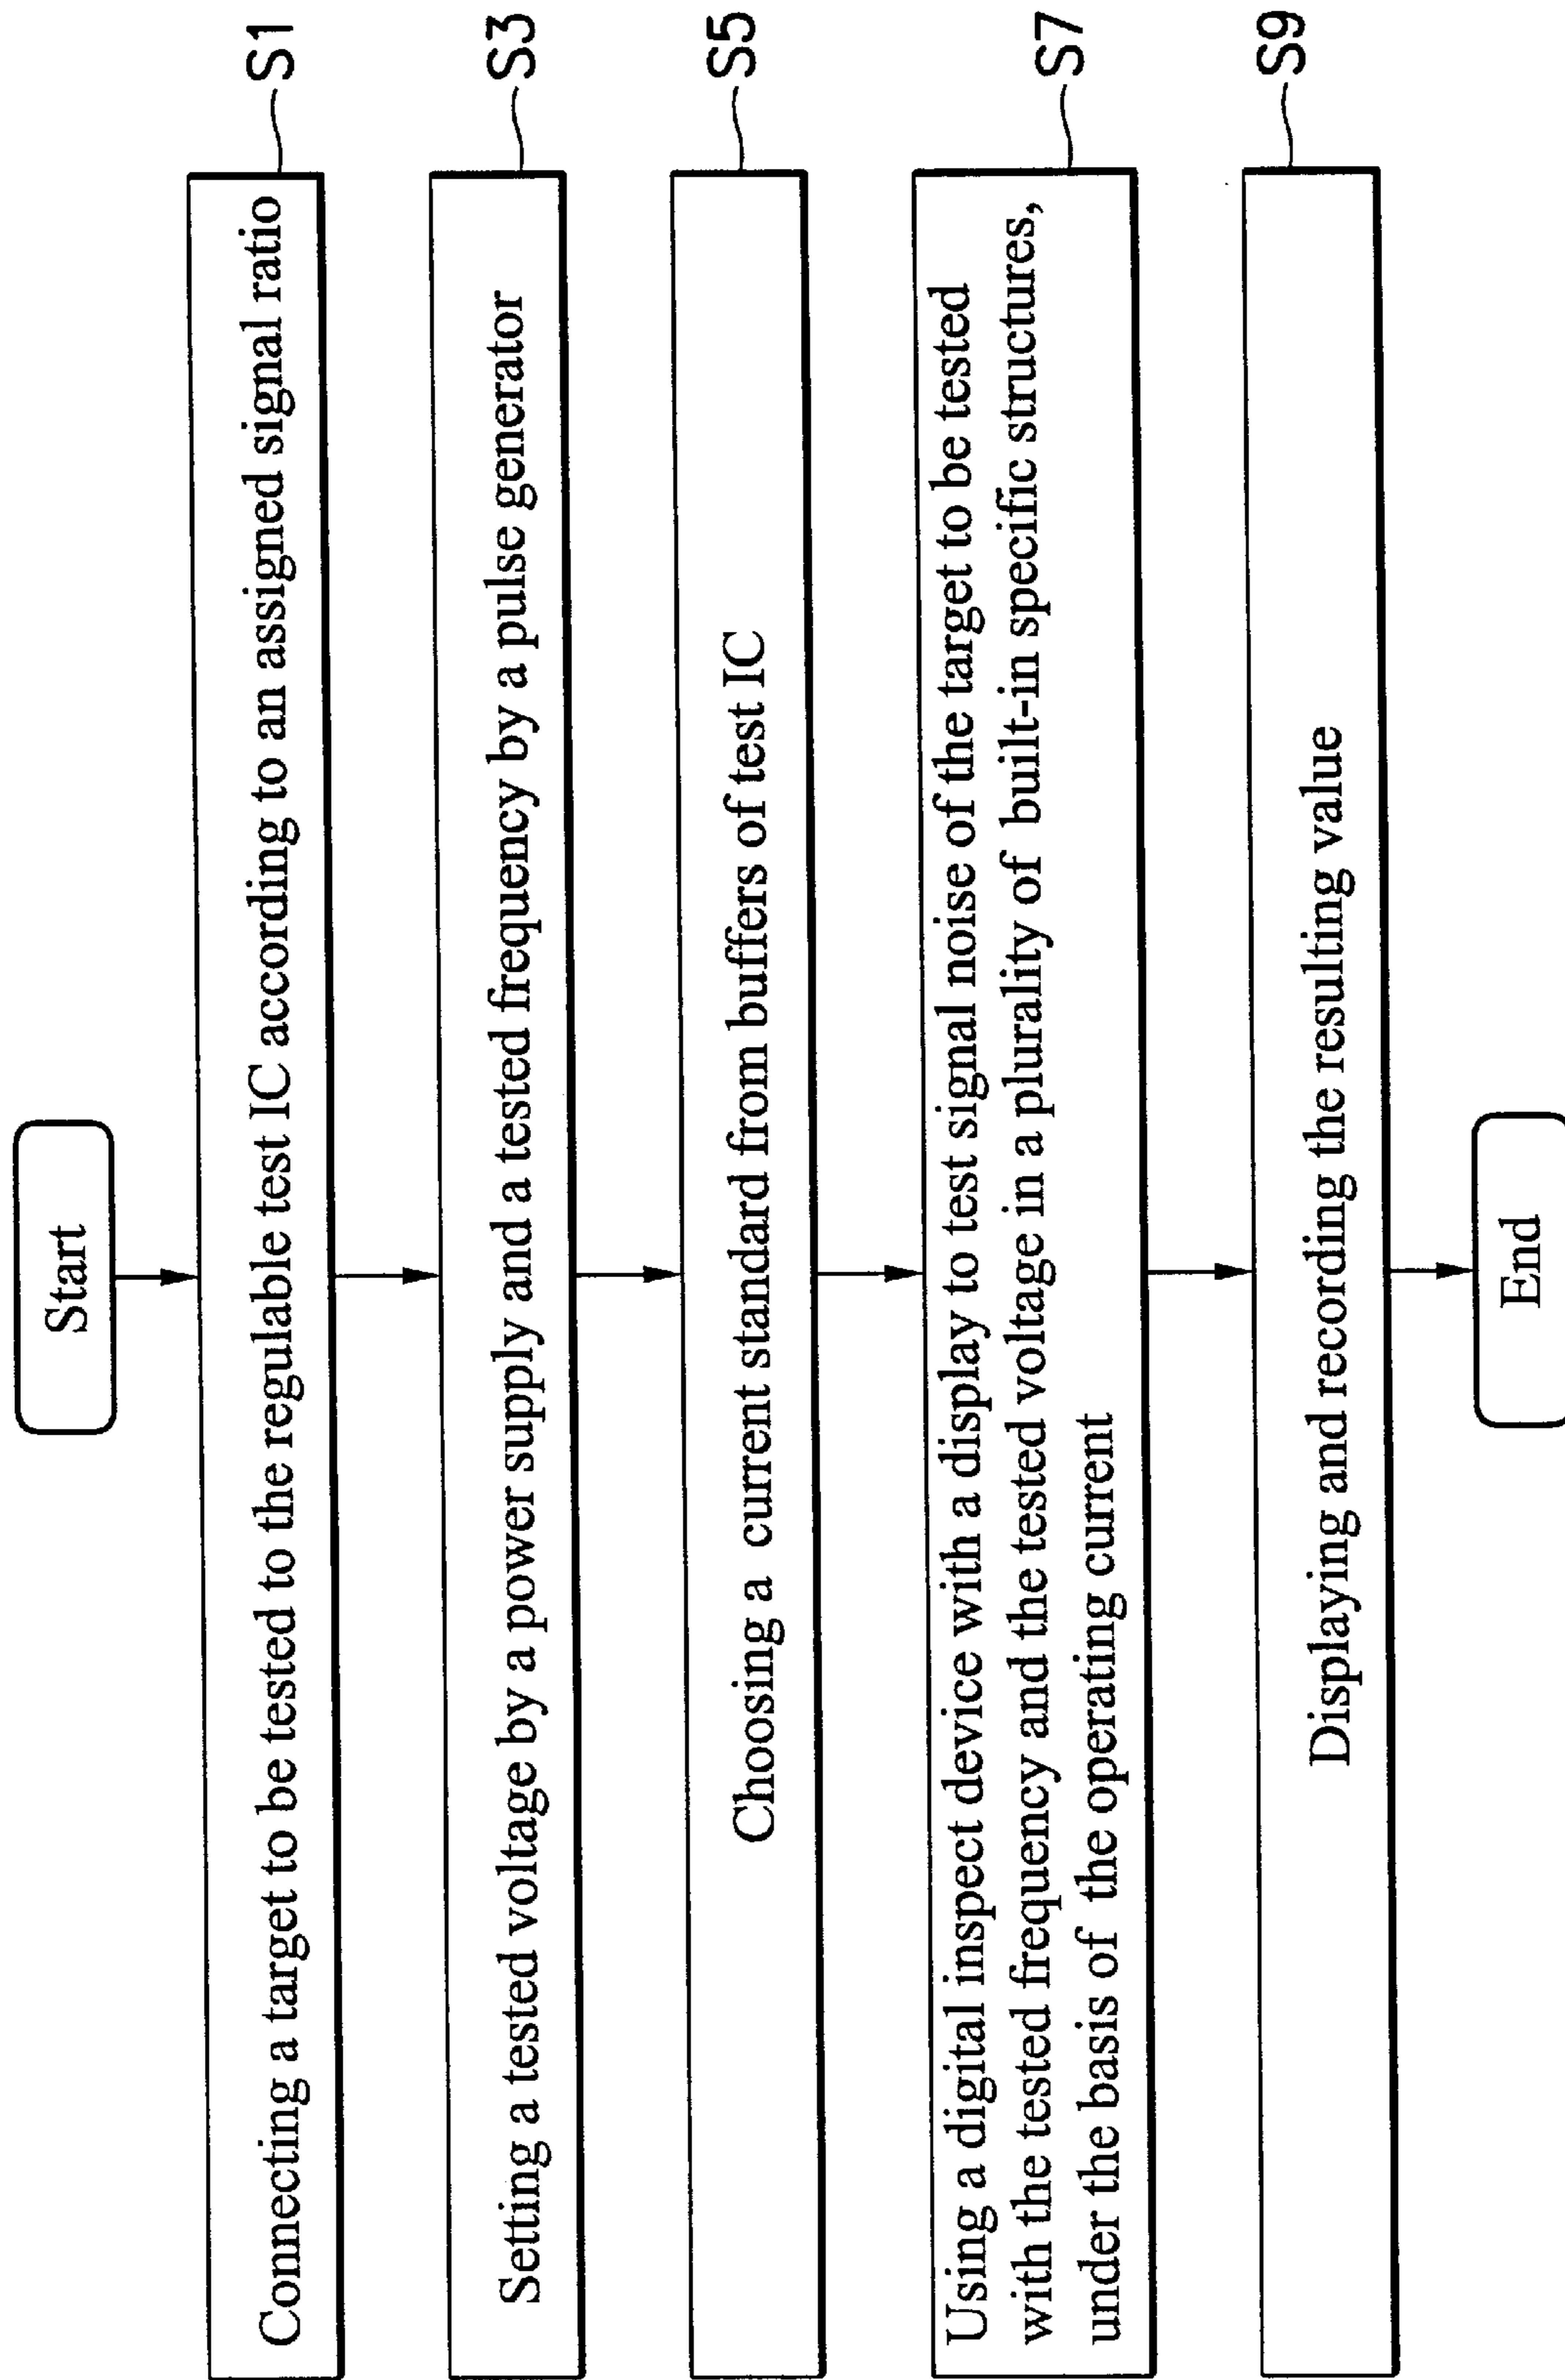 Start
Connecting a target to be tested to the regulable test IC according to an assigned signal ratio
S1
Setting a tested voltage by a power supply and a tested frequency by a pulse generator
S3
Choosing a current standard from buffers of test IC
S5
Using a digital inspect device with a display to test signal noise of the target to be tested
with the tested frequency and the tested voltage in a plurality of built-in specific structures,
under the basis of the operating current
S7
Displaying and recording the resulting value
S9
End